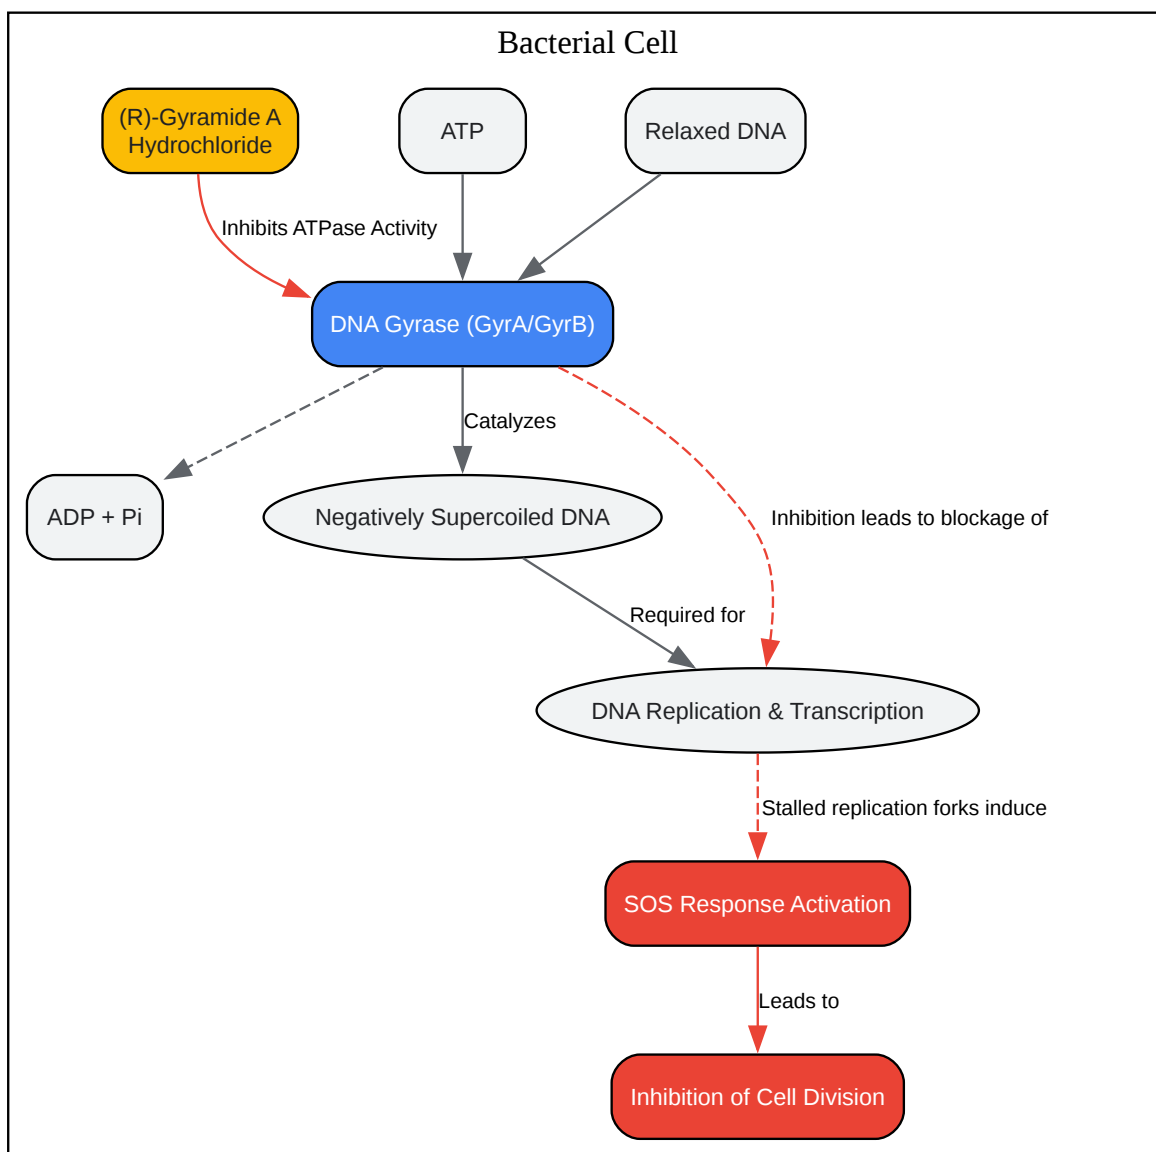 Bacterial Cell
(R)-Gyramide A
Hydrochloride
ATP
Relaxed DNA
Inhibits ATPase Activity
DNA Gyrase (GyrA/GyrB)
Catalyzes
ADP + Pi
Negatively Supercoiled DNA
Inhibition leads to blockage of
Required for
DNA Replication & Transcription
Stalled replication forks induce
SOS Response Activation
Leads to
Inhibition of Cell Division